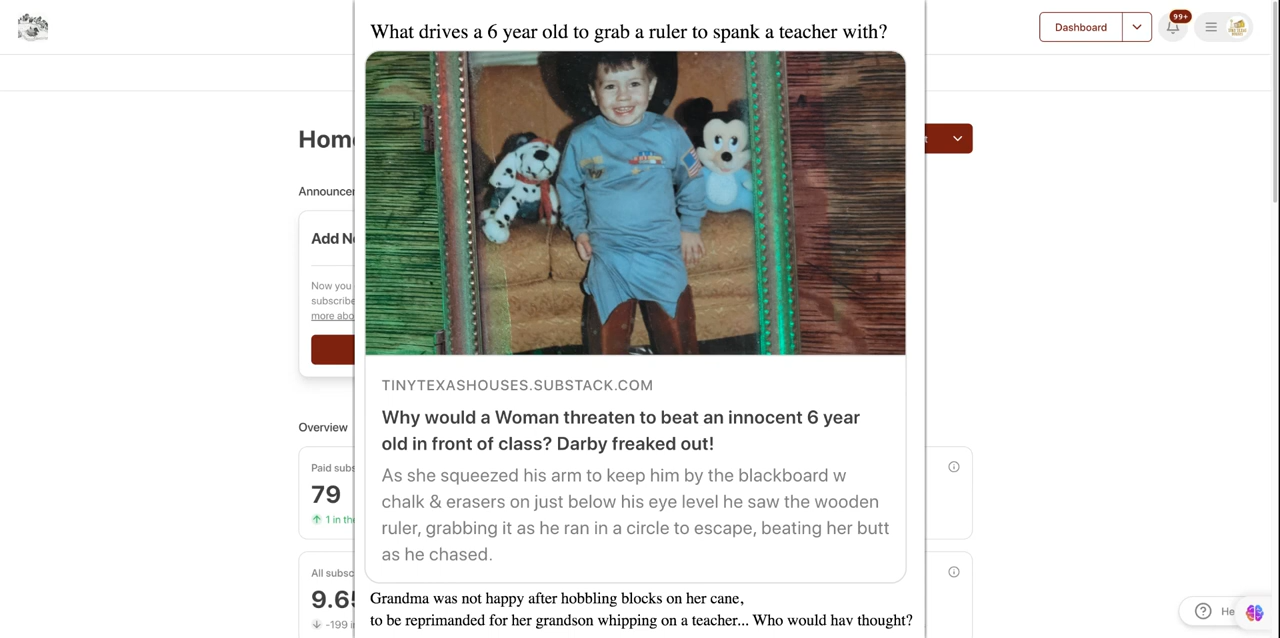 What drives a 6 year old to grab a ruler to spank a teacher with?
Dashboard
99+
Hom
Announcer
Add Ne
Now you
subscribe
more abo
TINYTEXASHOUSES.SUBSTACK.COM
Why would a Woman threaten to beat an innocent 6 year
old in front of class? Darby freaked out!
As she squeezed his arm to keep him by the blackboard w
chalk & erasers on just below his eye level he saw the wooden
ruler, grabbing it as he ran in a circle to escape, beating her butt
as he chased.
Overview
Paid subs
79
1 in the
All subsc
9.65
-199 i
Grandma was not happy after hobbling blocks on her cane,
to be reprimanded for her grandson whipping on a teacher... Who would hav thought?
He